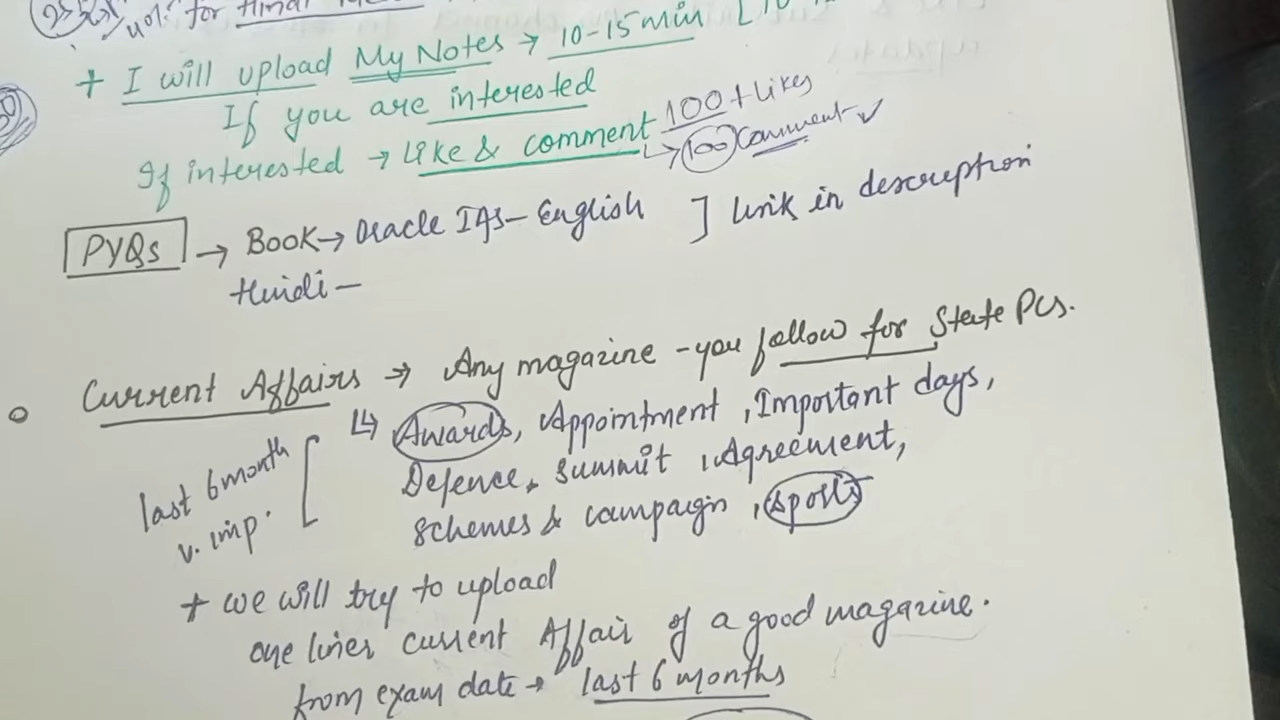 for Hindi
+ I will upload My Notes → 10-15 min [
If you are interested
If interested → Like & comment 100+ Likes
↳ 100 Comment ✓
PYQs → Book → Oracle IAS - English ] link in description
Hindi -
Current Affairs → Any magazine - you follow for State PCS.
↳ Awards, Appointment, Important days,
last 6 month [ Defence, Summit, Agreement,
v. imp. Schemes & campaign, sports
+ we will try to upload
one liner current Affair of a good magazine.
from exam date → last 6 months